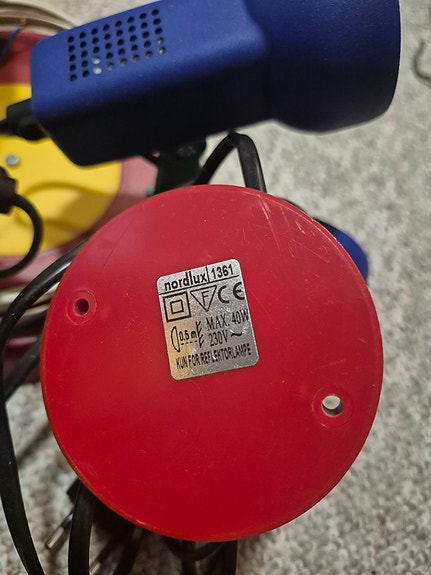 nordlux 1361
F CE
0.5 m MAX. 40W
230V ~
KUN FOR REFLEKTORLAMPE